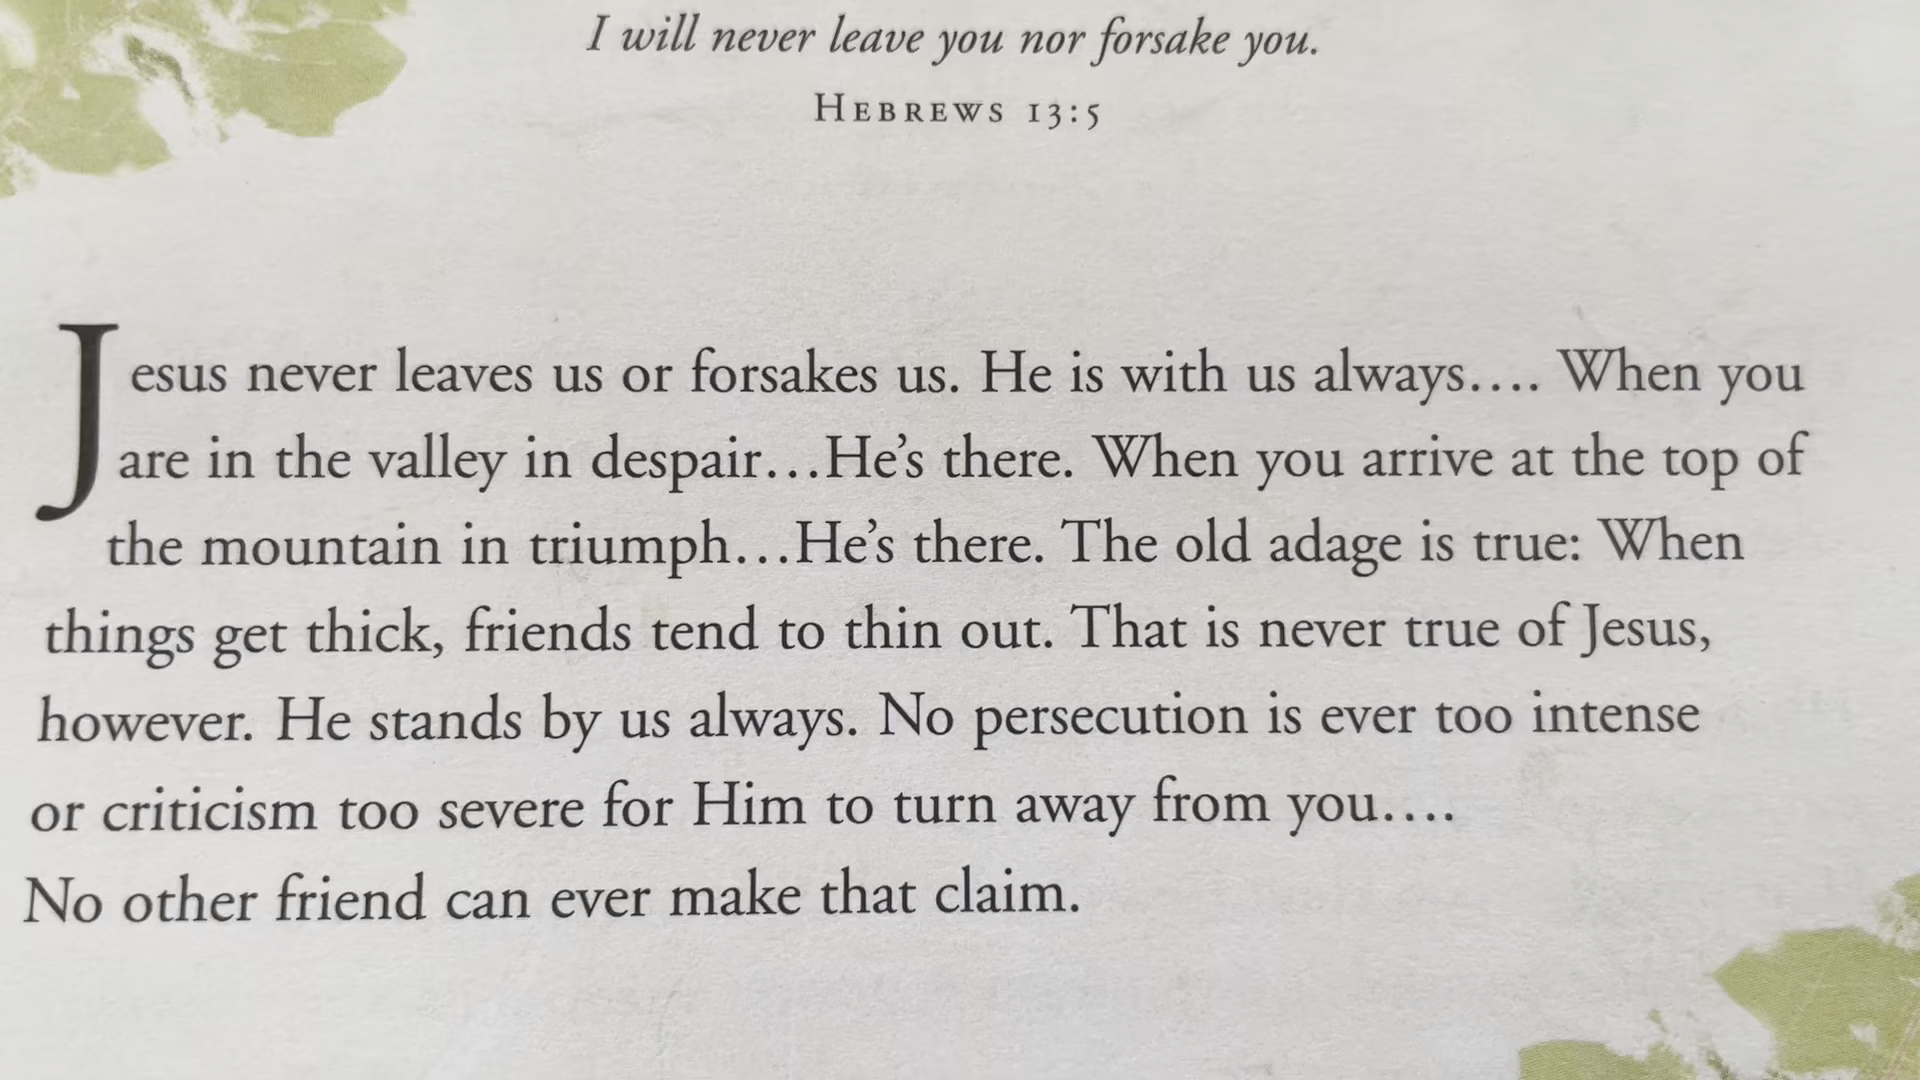 I will never leave you nor forsake you.
HEBREWS 13:5
Jesus never leaves us or forsakes us. He is with us always.... When you
are in the valley in despair...He’s there. When you arrive at the top of
the mountain in triumph...He’s there. The old adage is true: When
things get thick, friends tend to thin out. That is never true of Jesus,
however. He stands by us always. No persecution is ever too intense
or criticism too severe for Him to turn away from you....
No other friend can ever make that claim.